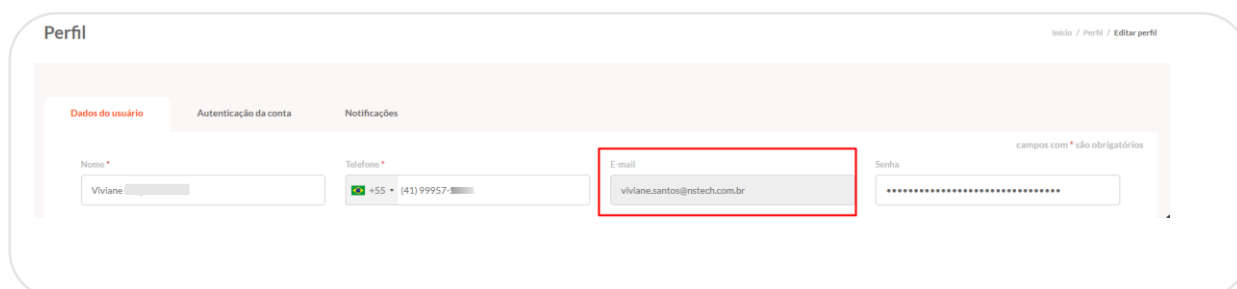 Perfil
Início / Perfil / Editar perfil
Dados do usuário Autenticação da conta Notificações
campos com * são obrigatórios
Nome * Telefone * E-mail Senha
Viviane +55 (41) 99957- viviane.santos@nstech.com.br ••••••••••••••••••••••••••••••••